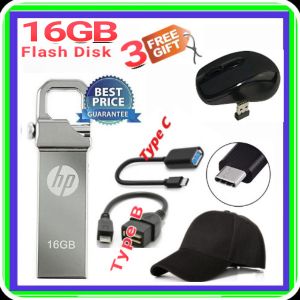 16GB
Flash Disk
3 FREE GIFT
BEST
PRICE
GUARANTEE
Type C
hp
Type B
16GB